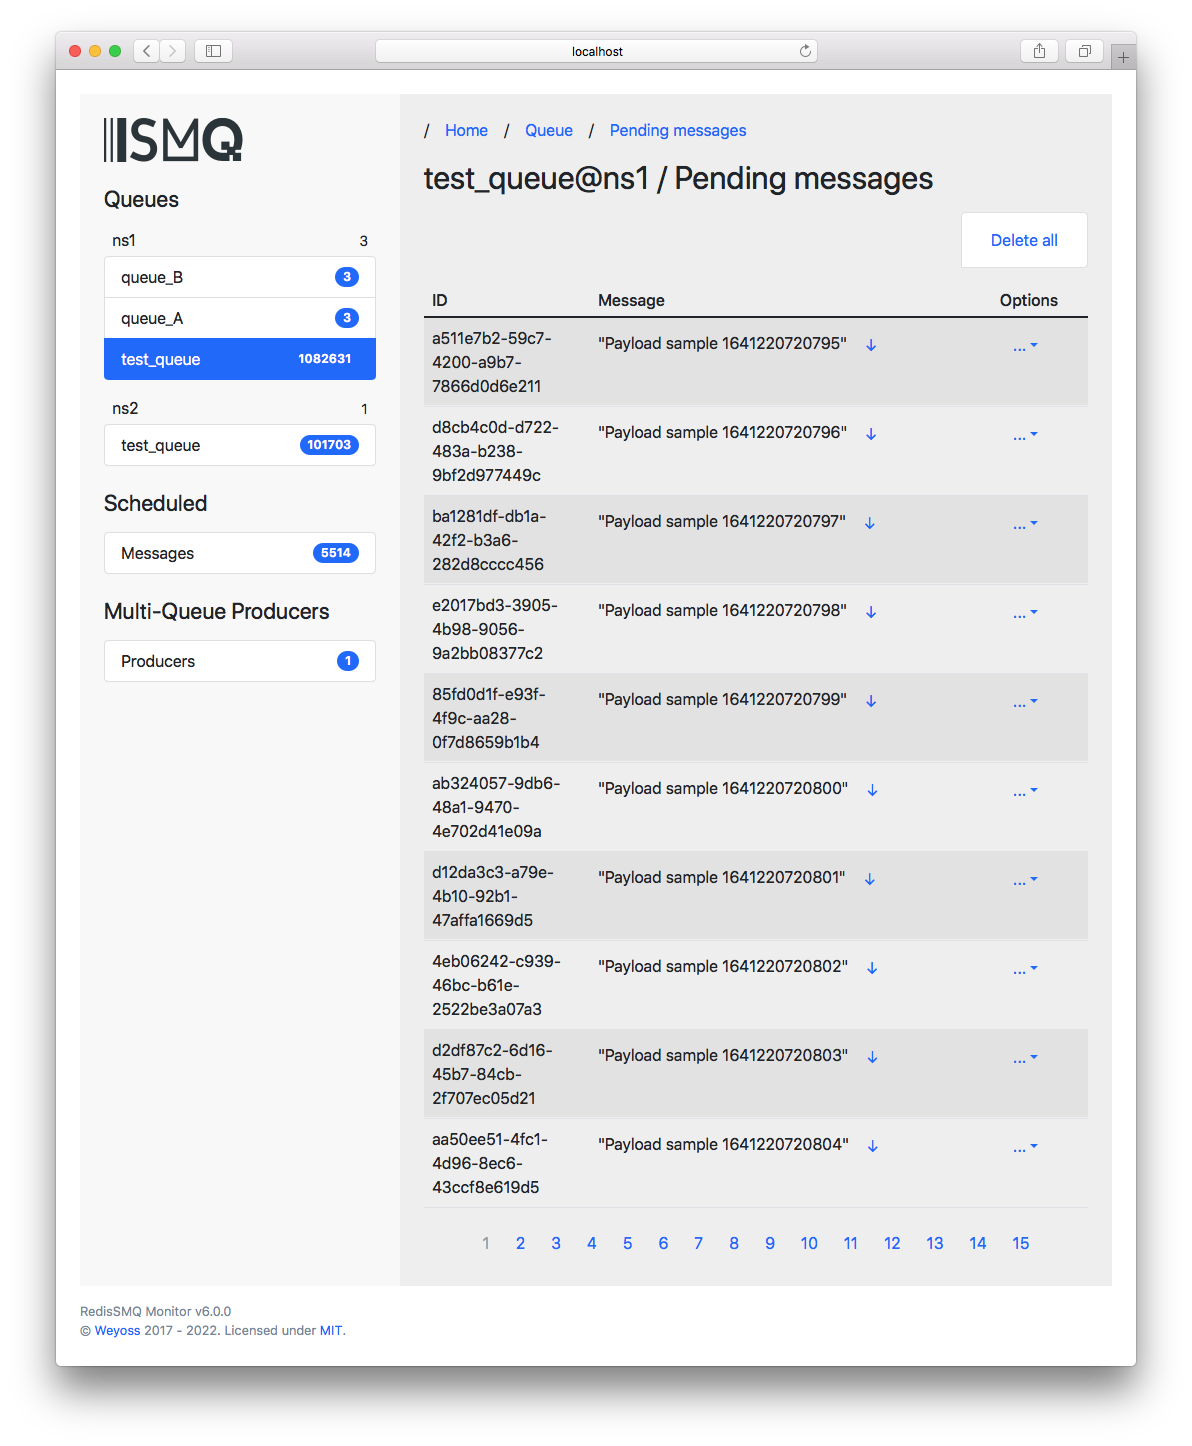 localhost
SMQ
/ Home / Queue / Pending messages
test_queue@ns1 / Pending messages
Delete all
Queues
ns1 3
queue_B 3
queue_A 3
test_queue 1082631
ns2 1
test_queue 101703
Scheduled
Messages 5514
Multi-Queue Producers
Producers 1
ID Message Options
a511e7b2-59c7-
4200-a9b7-
7866d0d6e211
"Payload sample 1641220720795" ↓ ...
d8cb4c0d-d722-
483a-b238-
9bf2d977449c
"Payload sample 1641220720796" ↓ ...
ba1281df-db1a-
42f2-b3a6-
282d8cccc456
"Payload sample 1641220720797" ↓ ...
e2017bd3-3905-
4b98-9056-
9a2bb08377c2
"Payload sample 1641220720798" ↓ ...
85fd0d1f-e93f-
4f9c-aa28-
0f7d8659b1b4
"Payload sample 1641220720799" ↓ ...
ab324057-9db6-
48a1-9470-
4e702d41e09a
"Payload sample 1641220720800" ↓ ...
d12da3c3-a79e-
4b10-92b1-
47affa1669d5
"Payload sample 1641220720801" ↓ ...
4eb06242-c939-
46bc-b61e-
2522be3a07a3
"Payload sample 1641220720802" ↓ ...
d2df87c2-6d16-
45b7-84cb-
2f707ec05d21
"Payload sample 1641220720803" ↓ ...
aa50ee51-4fc1-
4d96-8ec6-
43ccf8e619d5
"Payload sample 1641220720804" ↓ ...
1 2 3 4 5 6 7 8 9 10 11 12 13 14 15
RedisSMQ Monitor v6.0.0
© Weyoss 2017 - 2022. Licensed under MIT.